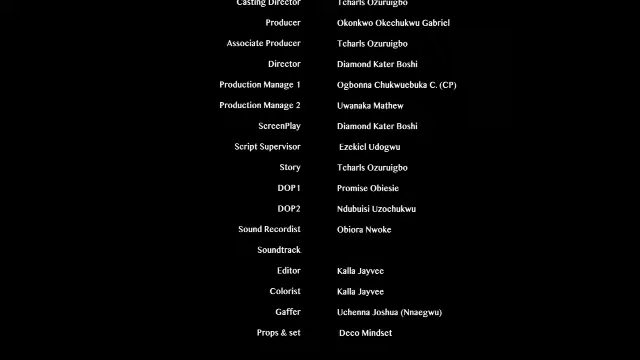 Casting Director Tcharls Ozuruigbo
Producer Okonkwo Okechukwu Gabriel
Associate Producer Tcharls Ozuruigbo
Director Diamond Kater Boshi
Production Manage 1 Ogbonna Chukwuebuka C. (CP)
Production Manage 2 Uwanaka Mathew
ScreenPlay Diamond Kater Boshi
Script Supervisor Ezekiel Udogwu
Story Tcharls Ozuruigbo
DOP1 Promise Obiesie
DOP2 Ndubuisi Uzochukwu
Sound Recordist Obiora Nwoke
Soundtrack
Editor Kalla Jayvee
Colorist Kalla Jayvee
Gaffer Uchenna Joshua (Nnaegwu)
Props & set Deco Mindset